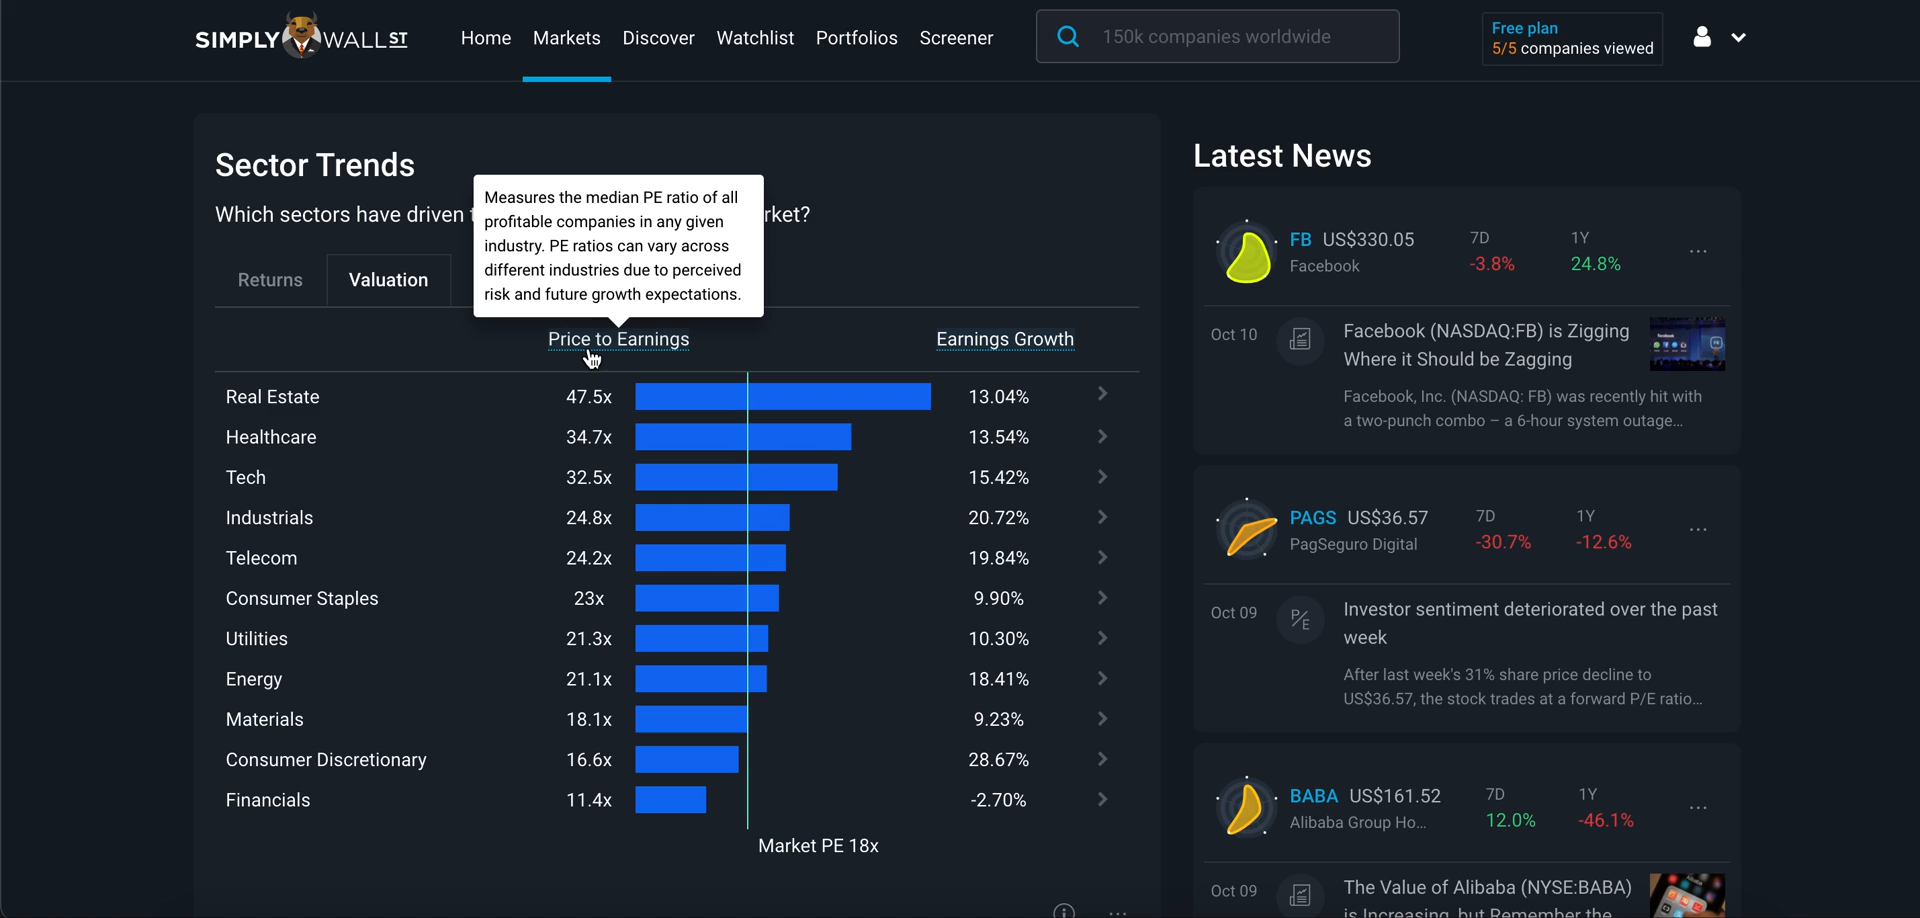 SIMPLY WALL ST
Home Markets Discover Watchlist Portfolios Screener
150k companies worldwide
Free plan
5/5 companies viewed
Sector Trends
Which sectors have driven
rket?
Measures the median PE ratio of all
profitable companies in any given
industry. PE ratios can vary across
different industries due to perceived
risk and future growth expectations.
Returns Valuation
Price to Earnings Earnings Growth
Real Estate 47.5x 13.04%
Healthcare 34.7x 13.54%
Tech 32.5x 15.42%
Industrials 24.8x 20.72%
Telecom 24.2x 19.84%
Consumer Staples 23x 9.90%
Utilities 21.3x 10.30%
Energy 21.1x 18.41%
Materials 18.1x 9.23%
Consumer Discretionary 16.6x 28.67%
Financials 11.4x -2.70%
Market PE 18x
Latest News
FB US$330.05 7D 1Y
Facebook -3.8% 24.8%
Oct 10 Facebook (NASDAQ:FB) is Zigging
Where it Should be Zagging
Facebook, Inc. (NASDAQ: FB) was recently hit with
a two-punch combo – a 6-hour system outage...
PAGS US$36.57 7D 1Y
PagSeguro Digital -30.7% -12.6%
Oct 09 P/E Investor sentiment deteriorated over the past
week
After last week's 31% share price decline to
US$36.57, the stock trades at a forward P/E ratio...
BABA US$161.52 7D 1Y
Alibaba Group Ho... 12.0% -46.1%
Oct 09 The Value of Alibaba (NYSE:BABA)
is Increasing, but Remember the